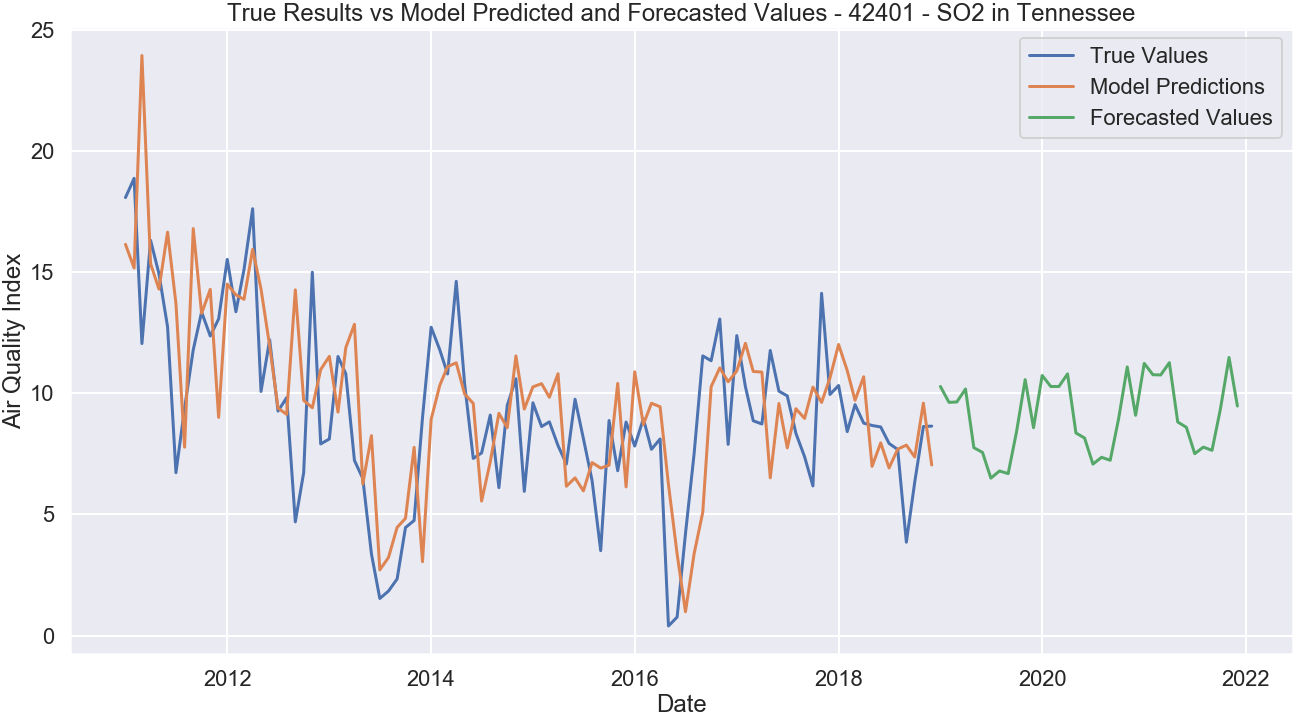 True Results vs Model Predicted and Forecasted Values - 42401 - SO2 in Tennessee
True Values
Model Predictions
Forecasted Values
Air Quality Index
25
20
15
10
5
0
2012 2014 2016 2018 2020 2022
Date